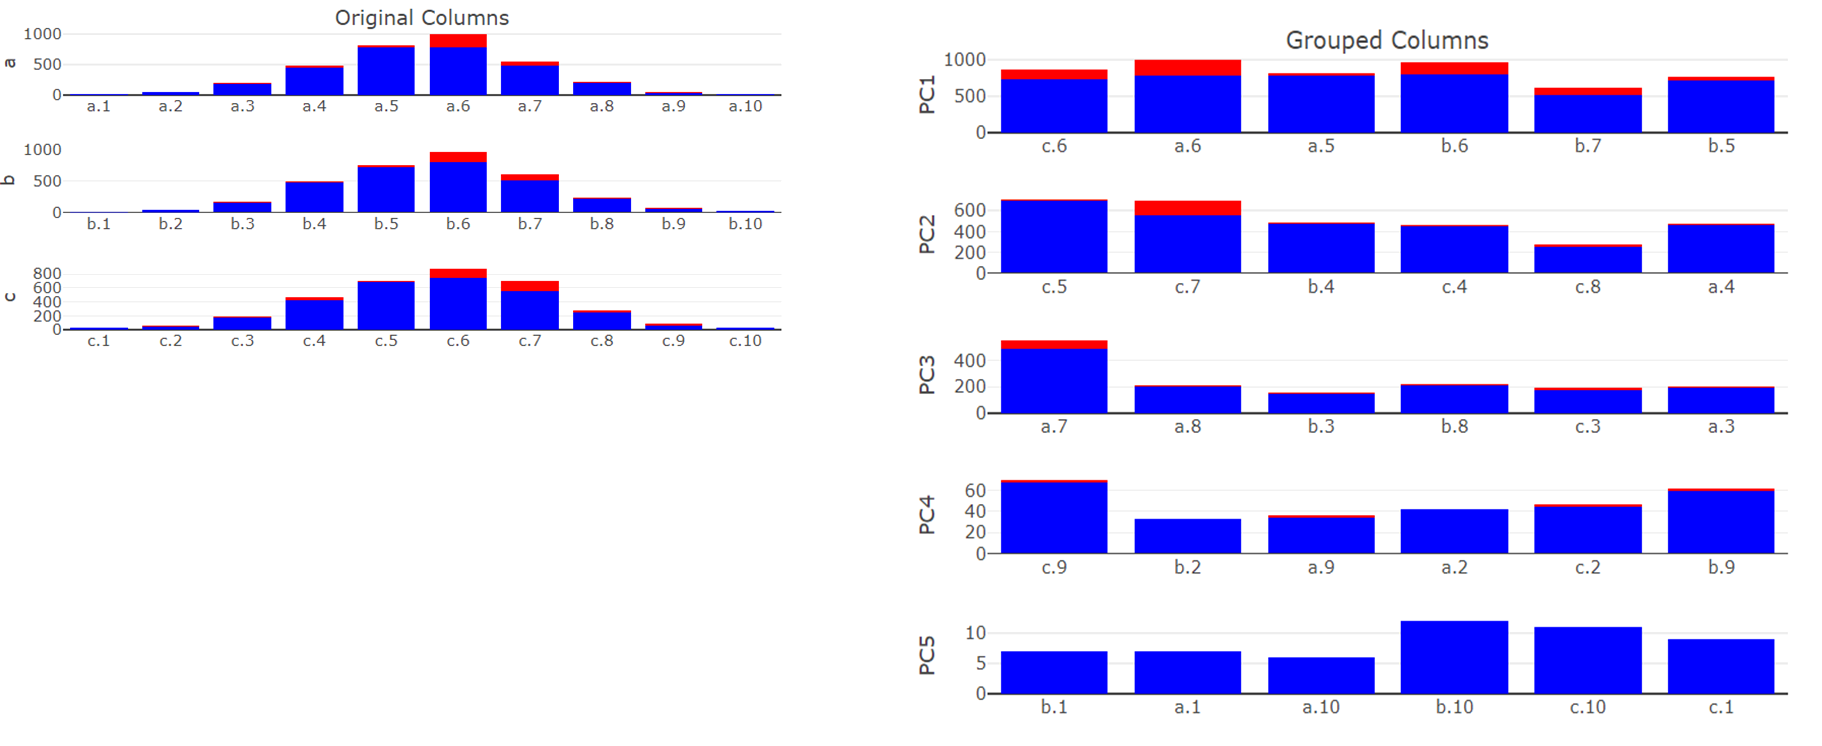 Original Columns
1000
500
0
a
a.1 a.2 a.3 a.4 a.5 a.6 a.7 a.8 a.9 a.10
1000
500
0
b
b.1 b.2 b.3 b.4 b.5 b.6 b.7 b.8 b.9 b.10
800
600
400
200
0
c
c.1 c.2 c.3 c.4 c.5 c.6 c.7 c.8 c.9 c.10
Grouped Columns
1000
500
0
PC1
c.6 a.6 a.5 b.6 b.7 b.5
600
400
200
0
PC2
c.5 c.7 b.4 c.4 c.8 a.4
400
200
0
PC3
a.7 a.8 b.3 b.8 c.3 a.3
60
40
20
0
PC4
c.9 b.2 a.9 a.2 c.2 b.9
10
5
0
PC5
b.1 a.1 a.10 b.10 c.10 c.1